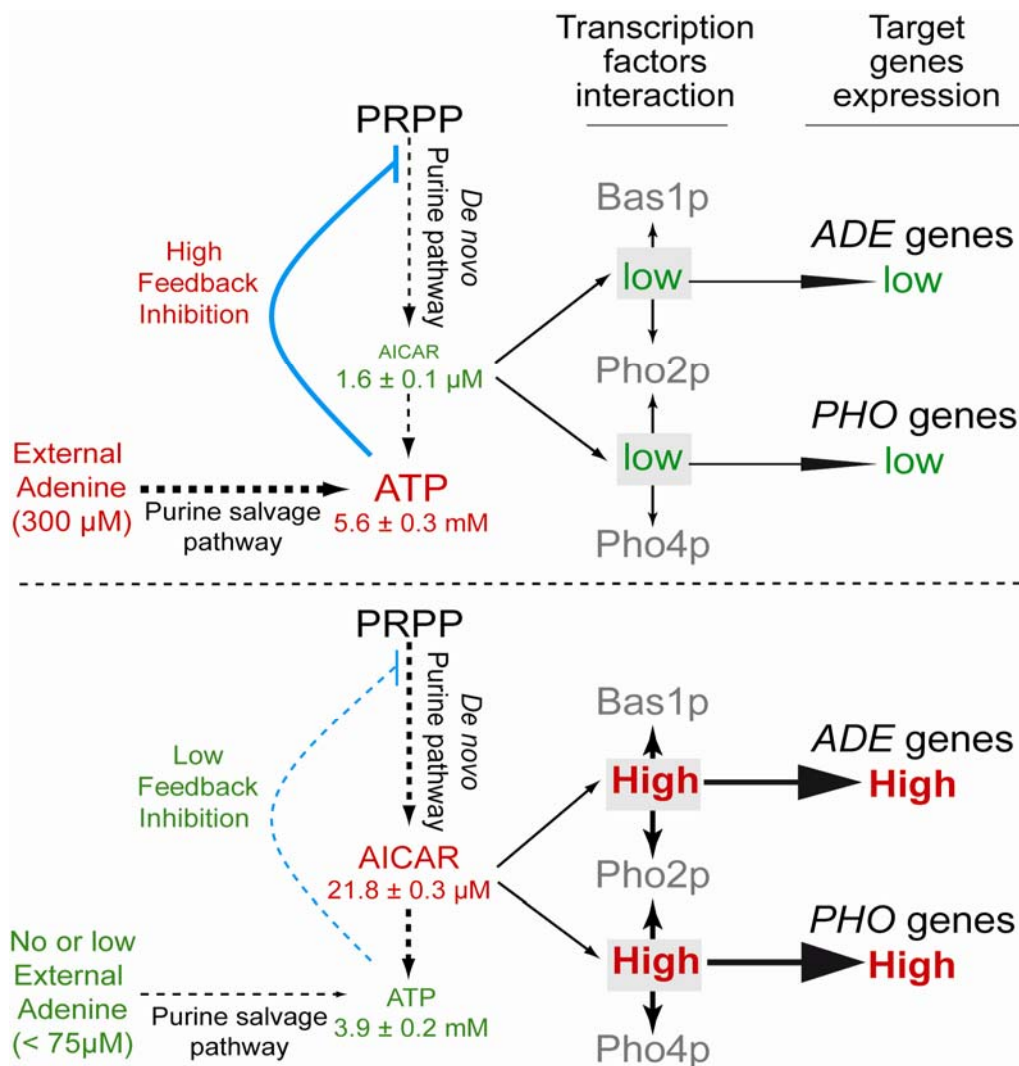 Transcription
factors
interaction
Target
genes
expression
PRPP
De novo
Purine pathway
High
Feedback
Inhibition
AICAR
1.6 ± 0.1 µM
Bas1p
low
Pho2p
low
Pho4p
ADE genes
low
PHO genes
low
External
Adenine
(300 µM)
Purine salvage
pathway
ATP
5.6 ± 0.3 mM
PRPP
De novo
Purine pathway
Low
Feedback
Inhibition
AICAR
21.8 ± 0.3 µM
Bas1p
High
Pho2p
High
Pho4p
ADE genes
High
PHO genes
High
No or low
External
Adenine
(< 75µM)
Purine salvage
pathway
ATP
3.9 ± 0.2 mM